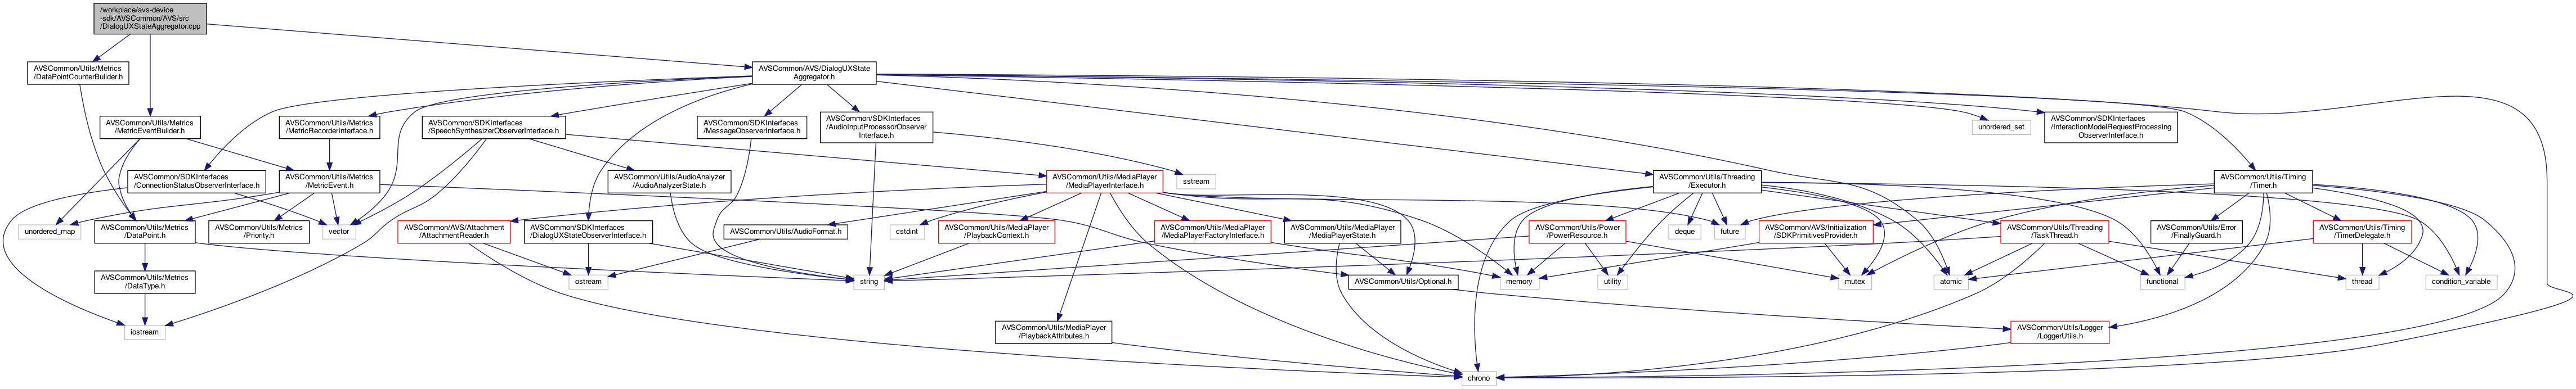 /workplace/avs-device
-sdk/AVSCommon/AVS/src
/DialogUXStateAggregator.cpp
AVSCommon/Utils/Metrics
/DataPointCounterBuilder.h
AVSCommon/AVS/DialogUXState
Aggregator.h
AVSCommon/Utils/Metrics
/MetricEventBuilder.h
AVSCommon/Utils/Metrics
/MetricRecorderInterface.h
AVSCommon/SDKInterfaces
/SpeechSynthesizerObserverInterface.h
AVSCommon/SDKInterfaces
/MessageObserverInterface.h
AVSCommon/SDKInterfaces
/AudioInputProcessorObserver
Interface.h
unordered_set
AVSCommon/SDKInterfaces
/InteractionModelRequestProcessing
ObserverInterface.h
AVSCommon/SDKInterfaces
/ConnectionStatusObserverInterface.h
AVSCommon/Utils/Metrics
/MetricEvent.h
AVSCommon/Utils/AudioAnalyzer
/AudioAnalyzerState.h
AVSCommon/Utils/MediaPlayer
/MediaPlayerInterface.h
sstream
AVSCommon/Utils/Threading
/Executor.h
AVSCommon/Utils/Timing
/Timer.h
unordered_map
AVSCommon/Utils/Metrics
/DataPoint.h
AVSCommon/Utils/Metrics
/Priority.h
vector
AVSCommon/AVS/Attachment
/AttachmentReader.h
AVSCommon/SDKInterfaces
/DialogUXStateObserverInterface.h
AVSCommon/Utils/AudioFormat.h
cstdint
AVSCommon/Utils/MediaPlayer
/PlaybackContext.h
AVSCommon/Utils/MediaPlayer
/MediaPlayerFactoryInterface.h
AVSCommon/Utils/MediaPlayer
/MediaPlayerState.h
AVSCommon/Utils/Power
/PowerResource.h
deque
future
AVSCommon/AVS/Initialization
/SDKPrimitivesProvider.h
AVSCommon/Utils/Threading
/TaskThread.h
AVSCommon/Utils/Error
/FinallyGuard.h
AVSCommon/Utils/Timing
/TimerDelegate.h
AVSCommon/Utils/Metrics
/DataType.h
ostream
string
AVSCommon/Utils/Optional.h
memory
utility
mutex
atomic
functional
thread
condition_variable
iostream
AVSCommon/Utils/MediaPlayer
/PlaybackAttributes.h
AVSCommon/Utils/Logger
/LoggerUtils.h
chrono